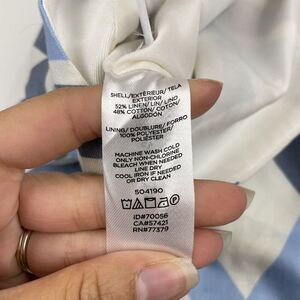 SHELL/EXTÉRIEUR/TELA
EXTERIOR
52% LINEN/LIN/LINO
48% COTTON/COTON/
ALGODÓN
LINING/DOUBLURE/FORRO
100% POLYESTER/
POLIÉSTER
MACHINE WASH COLD
ONLY NON-CHLORINE
BLEACH WHEN NEEDED
LINE DRY
COOL IRON IF NEEDED
OR DRY CLEAN
504190
ID#70056
CA#57421
RN#77379